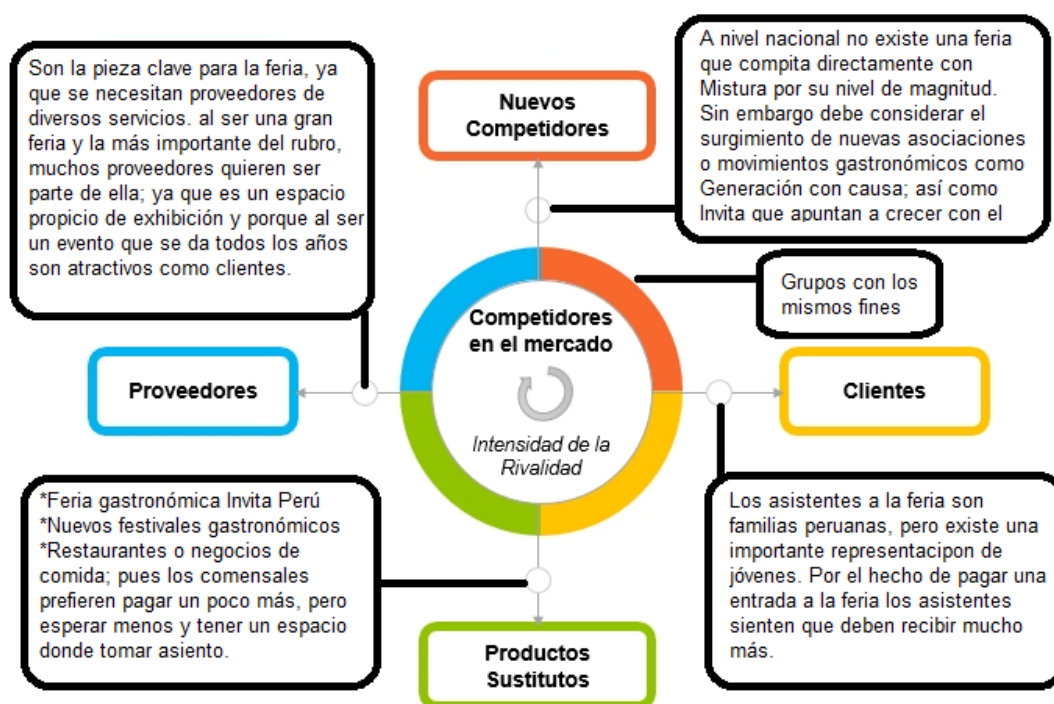 Son la pieza clave para la feria, ya
que se necesitan proveedores de
diversos servicios. al ser una gran
feria y la más importante del rubro,
muchos proveedores quieren ser
parte de ella; ya que es un espacio
propicio de exhibición y porque al ser
un evento que se da todos los años
son atractivos como clientes.
Nuevos
Competidores
A nivel nacional no existe una feria
que compita directamente con
Mistura por su nivel de magnitud.
Sin embargo debe considerar el
surgimiento de nuevas asociaciones
o movimientos gastronómicos como
Generación con causa; así como
Invita que apuntan a crecer con el
Grupos con los
mismos fines
Competidores
en el mercado
Intensidad de la
Rivalidad
Proveedores
Clientes
*Feria gastronómica Invita Perú
*Nuevos festivales gastronómicos
*Restaurantes o negocios de
comida; pues los comensales
prefieren pagar un poco más, pero
esperar menos y tener un espacio
donde tomar asiento.
Productos
Sustitutos
Los asistentes a la feria son
familias peruanas, pero existe una
importante representacipon de
jóvenes. Por el hecho de pagar una
entrada a la feria los asistentes
sienten que deben recibir mucho
más.